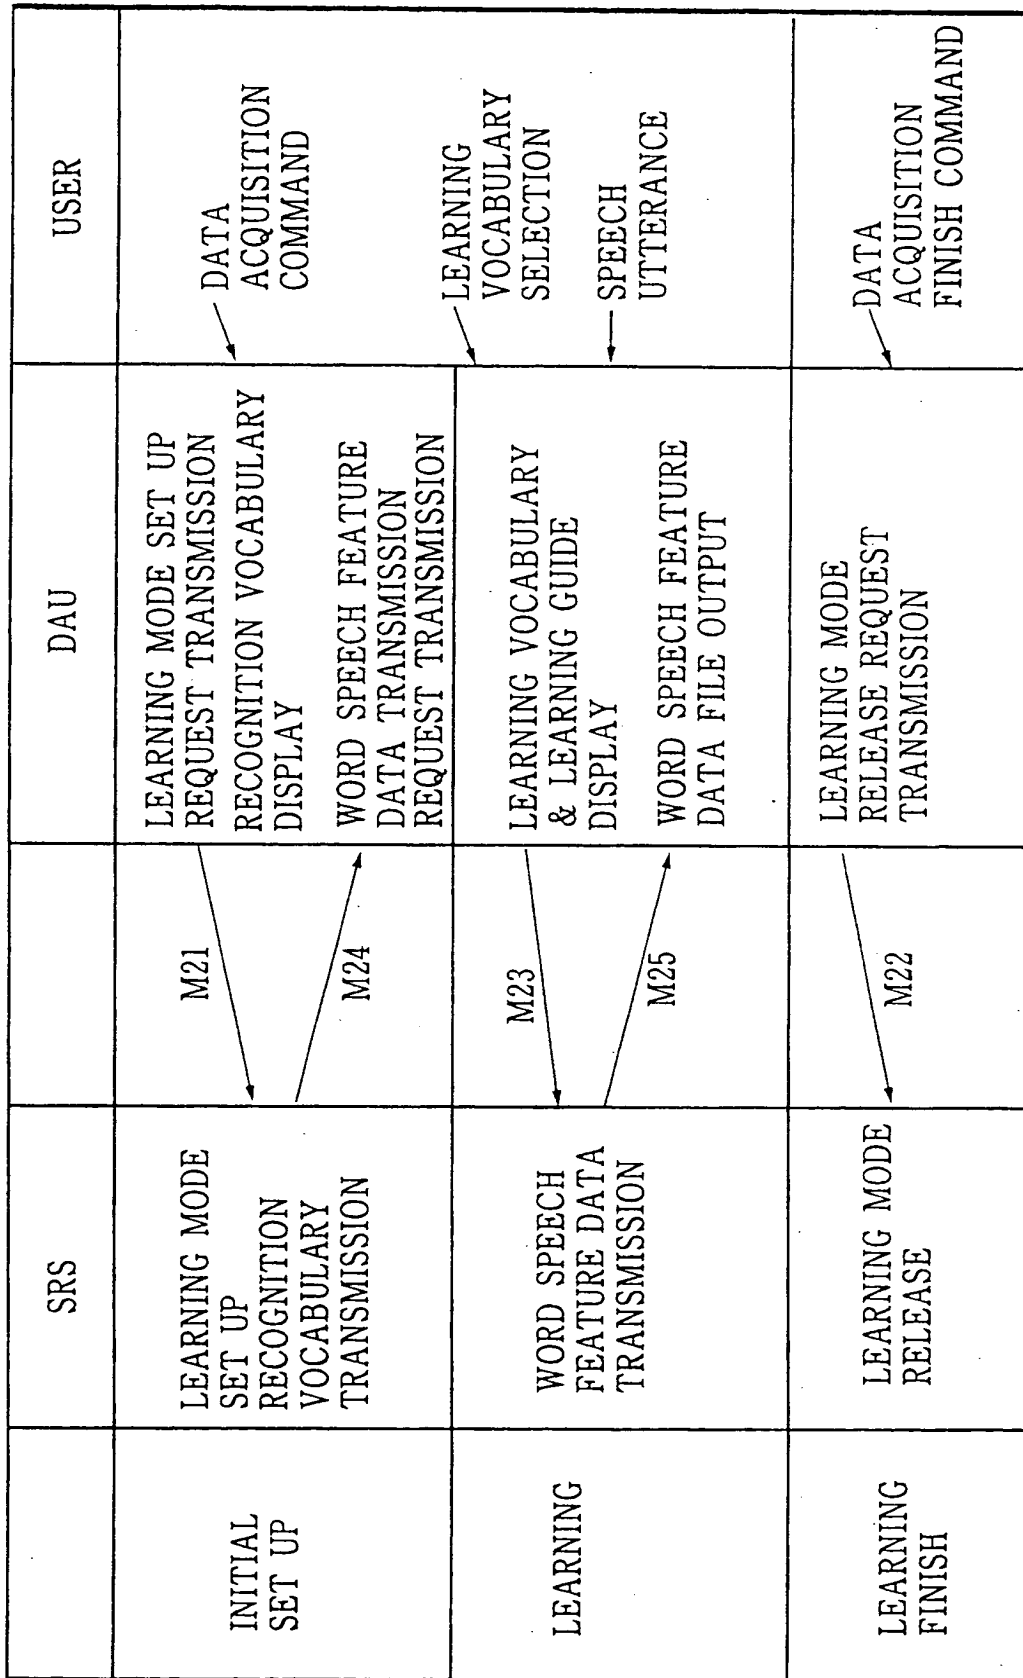 SRS
DAU
USER
INITIAL
SET UP
LEARNING MODE
SET UP
RECOGNITION
VOCABULARY
TRANSMISSION
M21
M24
LEARNING MODE SET UP
REQUEST TRANSMISSION
RECOGNITION VOCABULARY
DISPLAY
WORD SPEECH FEATURE
DATA TRANSMISSION
REQUEST TRANSMISSION
DATA
ACQUISITION
COMMAND
LEARNING
WORD SPEECH
FEATURE DATA
TRANSMISSION
M23
M25
LEARNING VOCABULARY
& LEARNING GUIDE
DISPLAY
WORD SPEECH FEATURE
DATA FILE OUTPUT
LEARNING
VOCABULARY
SELECTION
SPEECH
UTTERANCE
LEARNING
FINISH
LEARNING MODE
RELEASE
M22
LEARNING MODE
RELEASE REQUEST
TRANSMISSION
DATA
ACQUISITION
FINISH COMMAND